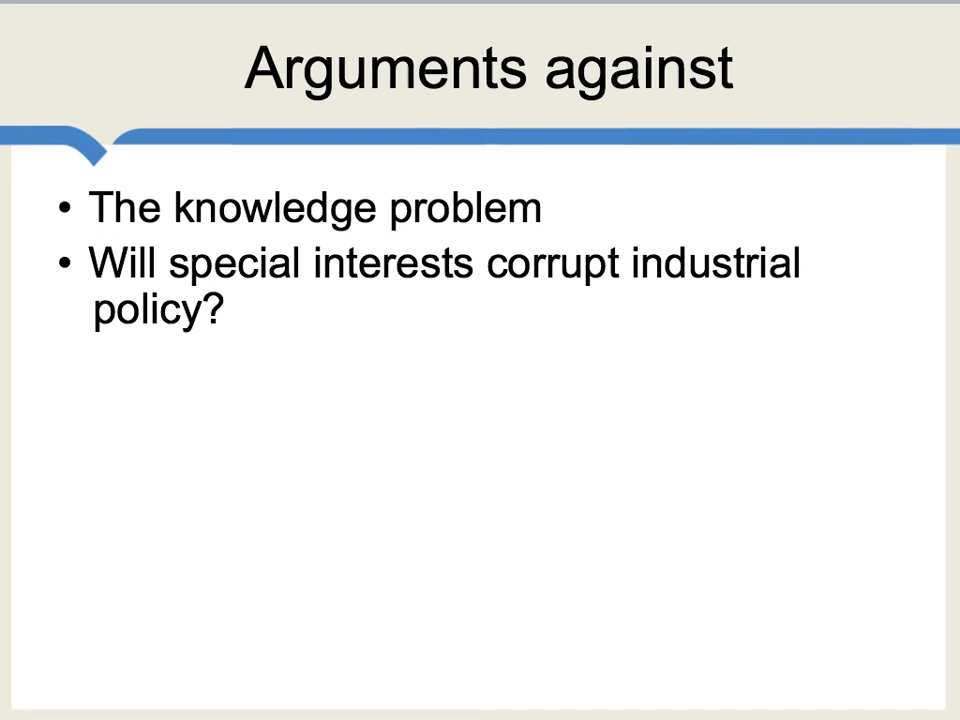 Arguments against
• The knowledge problem
• Will special interests corrupt industrial
policy?